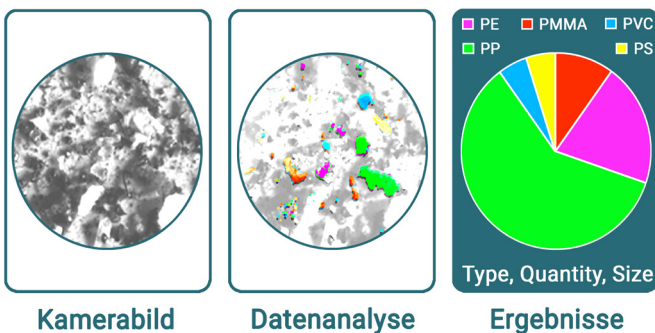 PE PMMA PVC
PP PS
Type, Quantity, Size
Kamerabild Datenanalyse Ergebnisse